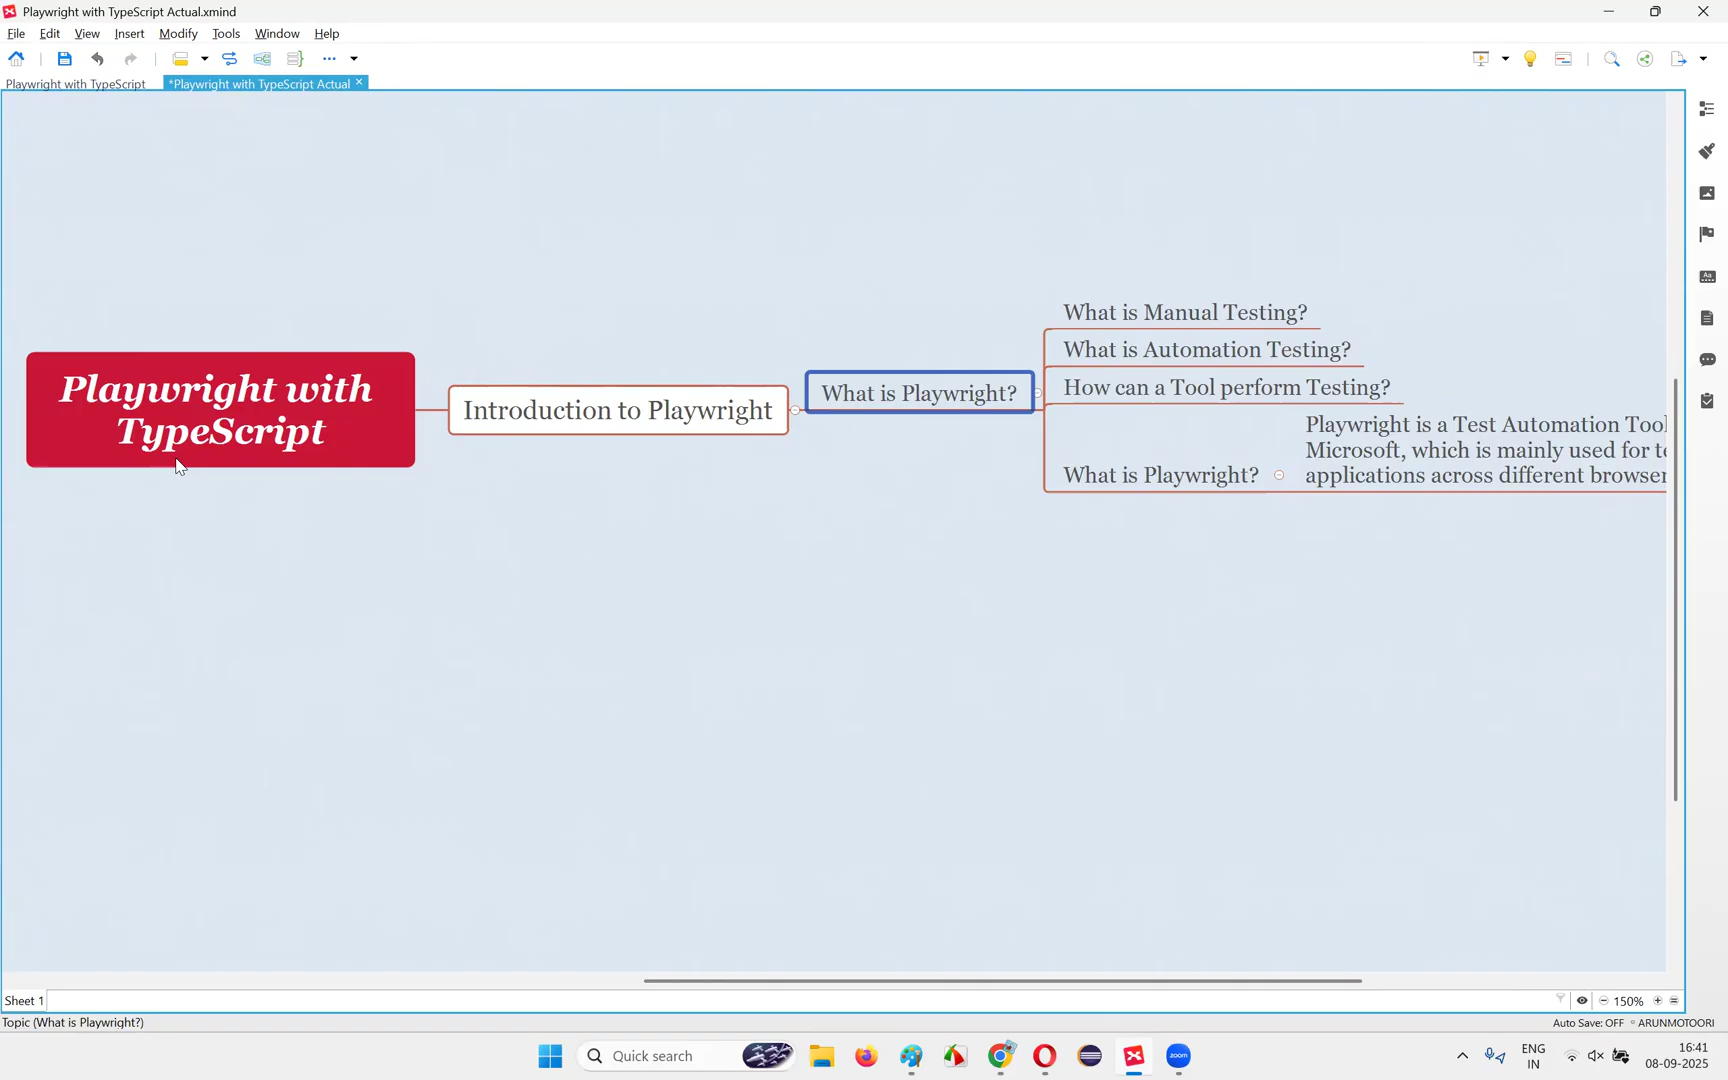 Playwright with TypeScript Actual.xmind
File Edit View Insert Modify Tools Window Help
Playwright with TypeScript
*Playwright with TypeScript Actual
Playwright with
TypeScript
Introduction to Playwright
What is Playwright?
What is Manual Testing?
What is Automation Testing?
How can a Tool perform Testing?
What is Playwright?
Playwright is a Test Automation Tool
Microsoft, which is mainly used for te
applications across different browser
Sheet 1
150%
Topic (What is Playwright?)
Auto Save: OFF
ARUNMOTOORI
Quick search
zoom
ENG
IN
16:41
08-09-2025